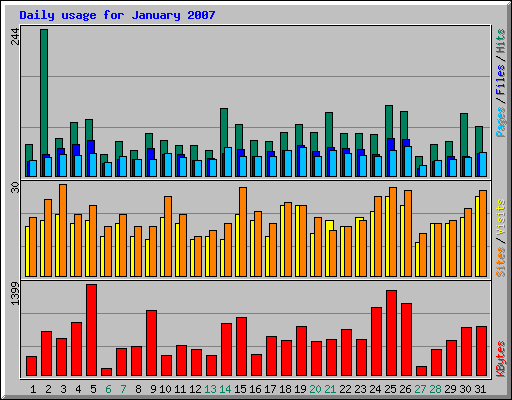 Daily usage for January 2007
244
Pages / Files / Hits
30
Sites / Visits
1399
KBytes
1 2 3 4 5 6 7 8 9 10 11 12 13 14 15 16 17 18 19 20 21 22 23 24 25 26 27 28 29 30 31